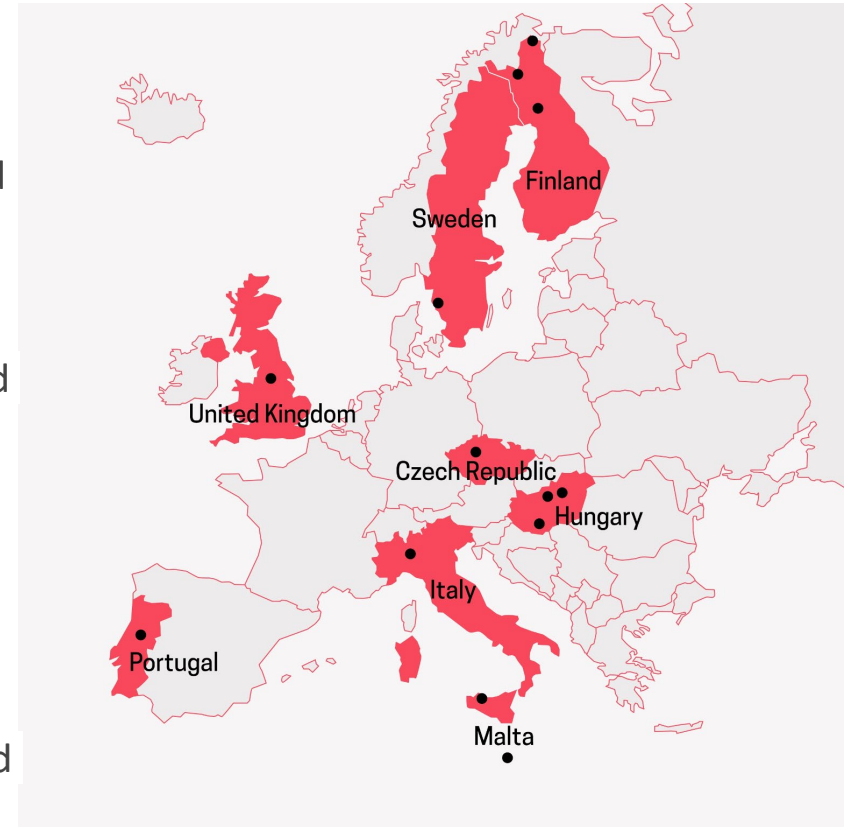 Finland
Sweden
United Kingdom
Czech Republic
Hungary
Italy
Portugal
Malta